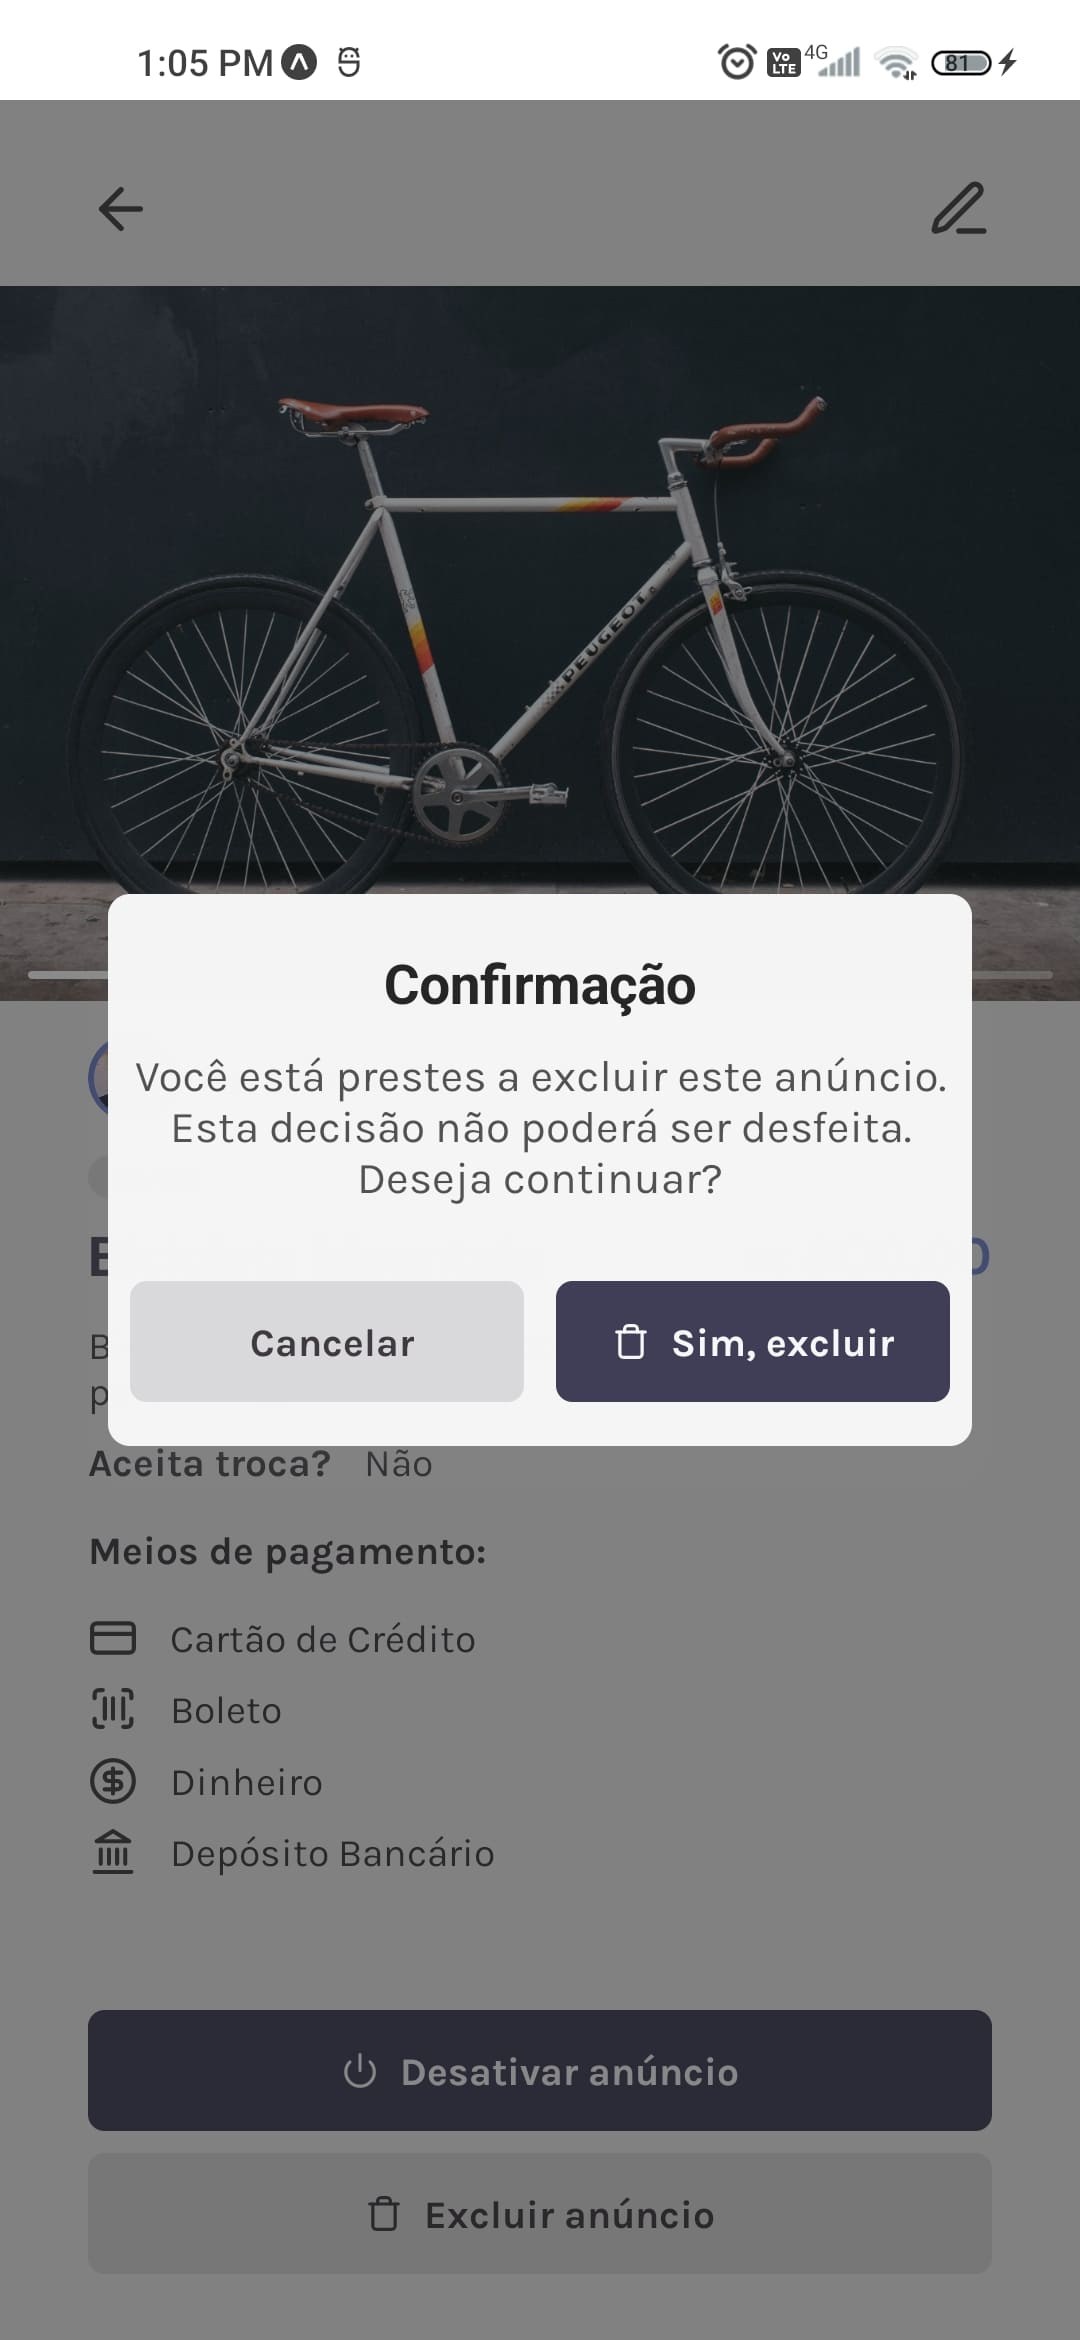 1:05 PM
Vo LTE 4G 81
PEUGEOT
Confirmação
Você está prestes a excluir este anúncio.
Esta decisão não poderá ser desfeita.
Deseja continuar?
Cancelar
Sim, excluir
Aceita troca? Não
Meios de pagamento:
Cartão de Crédito
Boleto
Dinheiro
Depósito Bancário
Desativar anúncio
Excluir anúncio